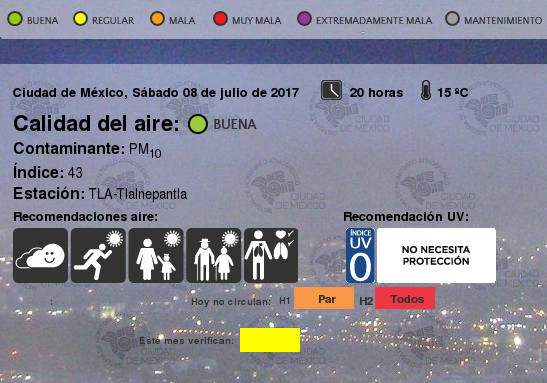 BUENA REGULAR MALA MUY MALA EXTREMADAMENTE MALA MANTENIMIENTO
Ciudad de México, Sábado 08 de julio de 2017 20 horas 15 ºC
Calidad del aire: BUENA
Contaminante: PM10
Índice: 43
Estación: TLA-Tlalnepantla
Recomendaciones aire: Recomendación UV:
ÍNDICE UV 0 NO NECESITA PROTECCIÓN
: Hoy no circulan: H1 Par H2 Todos
Este mes verifican:
CIUDAD DE MÉXICO